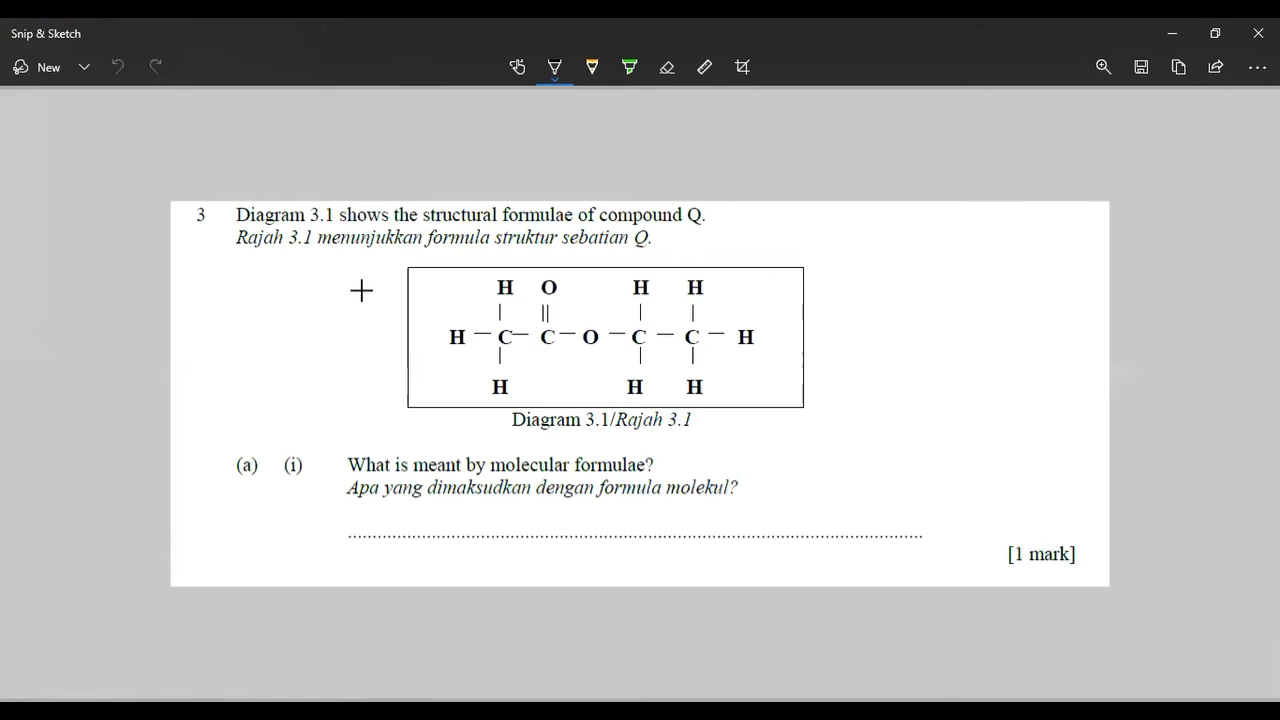 Snip & Sketch
New
3 Diagram 3.1 shows the structural formulae of compound Q.
Rajah 3.1 menunjukkan formula struktur sebatian Q.
H O H H
| || | |
H — C — C — O — C — C — H
| | |
H H H
Diagram 3.1/Rajah 3.1
(a) (i) What is meant by molecular formulae?
Apa yang dimaksudkan dengan formula molekul?
........................................................................................................................
[1 mark]